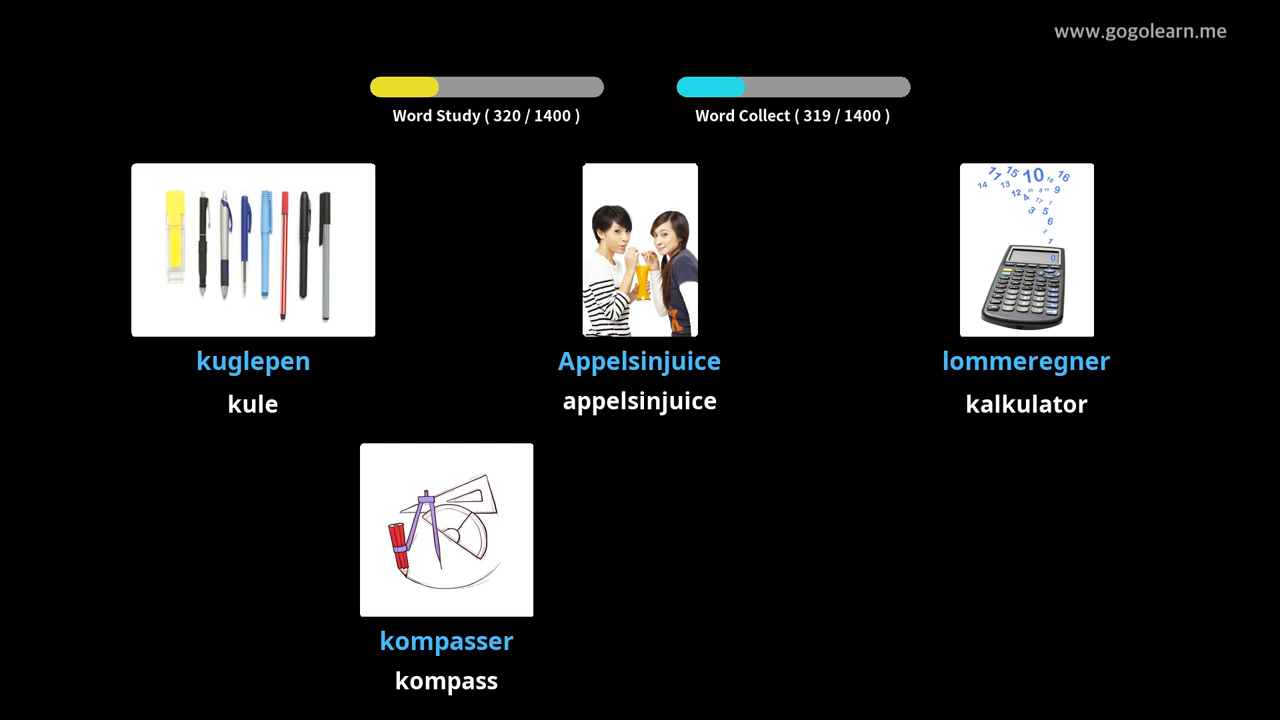 www.gogolearn.me
Word Study ( 320 / 1400 )
Word Collect ( 319 / 1400 )
kuglepen
kule
Appelsinjuice
appelsinjuice
lommeregner
kalkulator
kompasser
kompass